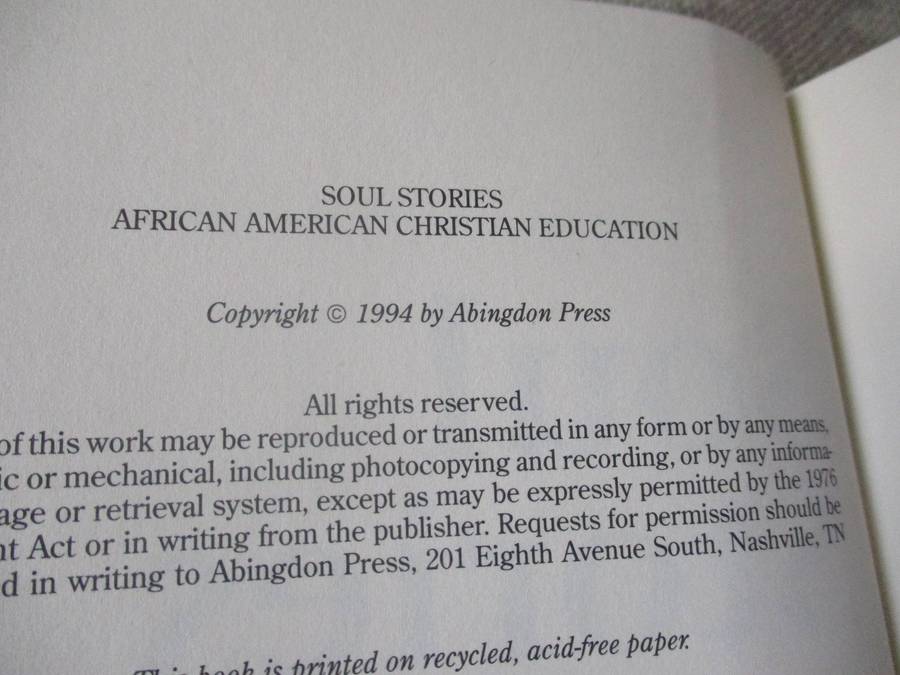 SOUL STORIES
AFRICAN AMERICAN CHRISTIAN EDUCATION
Copyright © 1994 by Abingdon Press
All rights reserved.
of this work may be reproduced or transmitted in any form or by any means,
ic or mechanical, including photocopying and recording, or by any informa-
age or retrieval system, except as may be expressly permitted by the 1976
nt Act or in writing from the publisher. Requests for permission should be
d in writing to Abingdon Press, 201 Eighth Avenue South, Nashville, TN
This book is printed on recycled, acid-free paper.